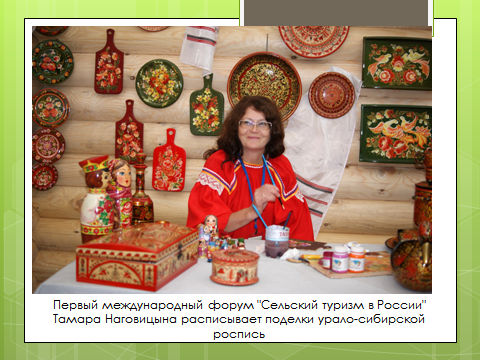 Первый международный форум "Сельский туризм в России"
Тамара Наговицына расписывает поделки урало-сибирской
роспись